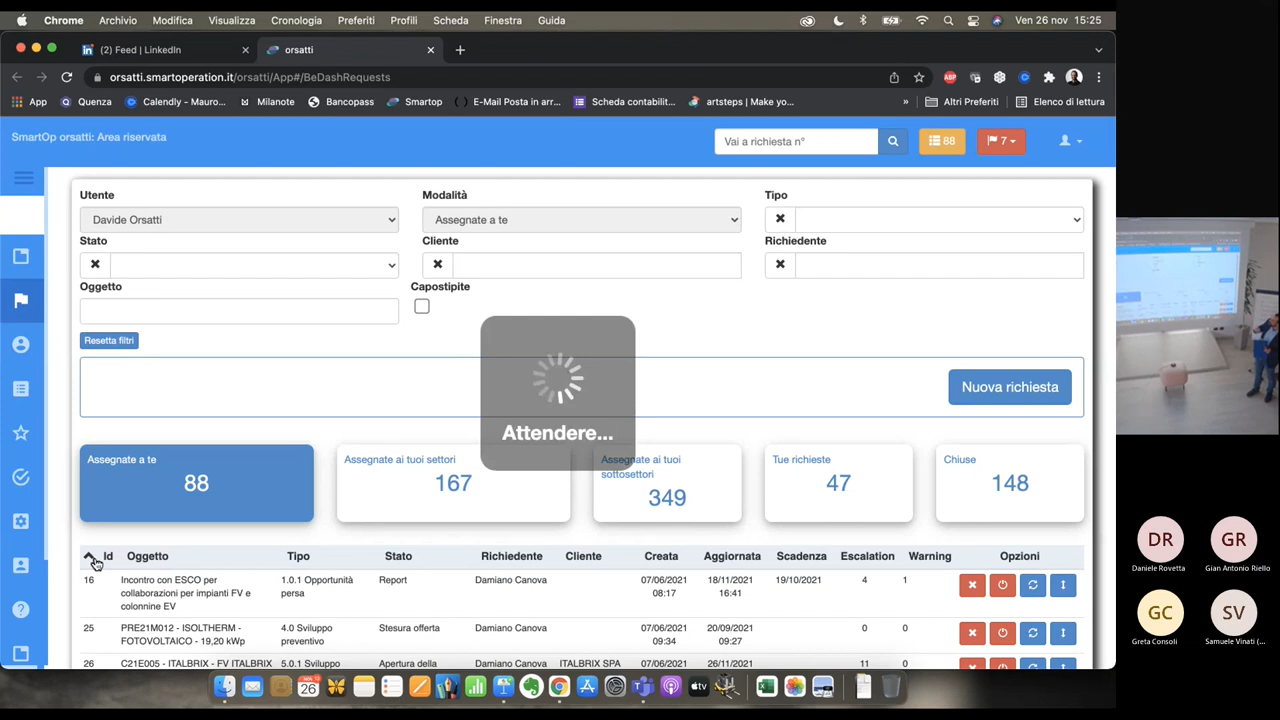 Chrome Archivio Modifica Visualizza Cronologia Preferiti Profili Scheda Finestra Guida Ven 26 nov 15:25
(2) Feed | LinkedIn orsatti
orsatti.smartoperation.it/orsatti/App#/BeDashRequests
App Quenza Calendly - Mauro... Milanote Bancopass Smartop E-Mail Posta in arr... Scheda contabilit... artsteps | Make yo... » Altri Preferiti Elenco di lettura
SmartOp orsatti: Area riservata Vai a richiesta n° 88 7
Utente Modalità Tipo
Davide Orsatti Assegnate a te
Stato Cliente Richiedente
Oggetto Capostipite
Resetta filtri
Nuova richiesta
Attendere...
Assegnate a te Assegnate ai tuoi settori Assegnate ai tuoi sottosettori Tue richieste Chiuse
88 167 349 47 148
Id Oggetto Tipo Stato Richiedente Cliente Creata Aggiornata Scadenza Escalation Warning Opzioni
16 Incontro con ESCO per 1.0.1 Opportunità Report Damiano Canova 07/06/2021 18/11/2021 19/10/2021 4 1
collaborazioni per impianti FV e persa 08:17 16:41
colonnine EV
25 PRE21M012 - ISOLTHERM - 4.0 Sviluppo Stesura offerta Damiano Canova 07/06/2021 20/09/2021 0 0
FOTOVOLTAICO - 19,20 kWp preventivo 09:34 09:27
26 C21E005 - ITALBRIX - FV ITALBRIX 5.0.1 Sviluppo Apertura della Damiano Canova ITALBRIX SPA 07/06/2021 26/11/2021 11 0
NOV
26
DR GR
Daniele Rovetta Gian Antonio Riello
GC SV
Greta Consoli Samuele Vinati (...